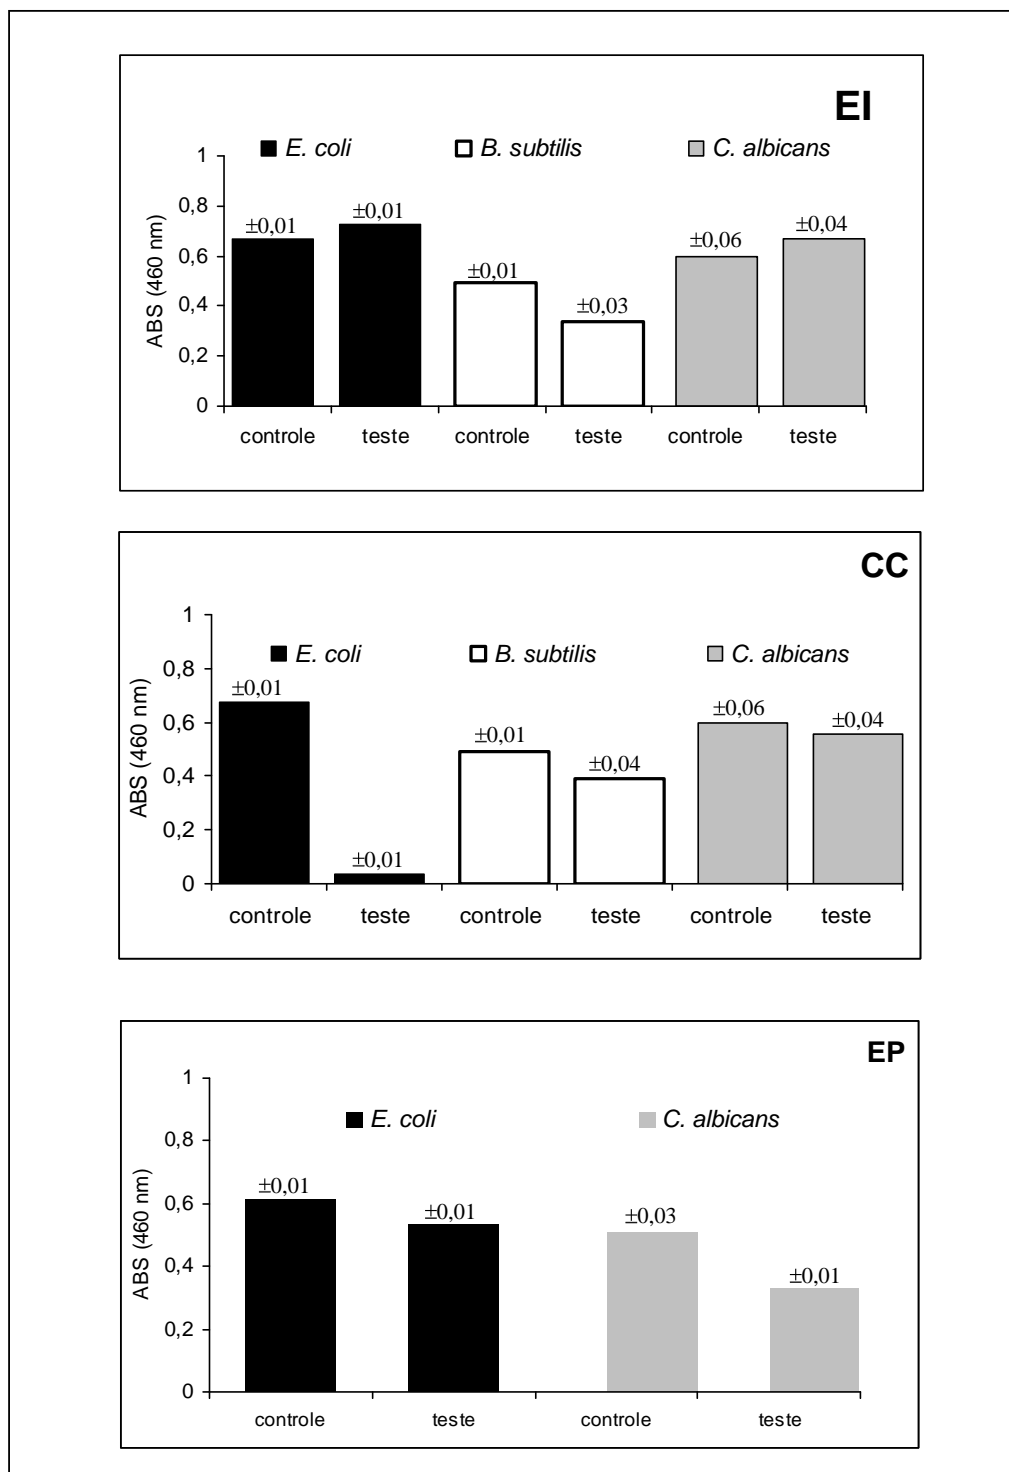 EI
E. coli B. subtilis C. albicans
1
0,8
0,6
0,4
0,2
0
ABS (460 nm)
±0,01 ±0,01 ±0,01 ±0,03 ±0,06 ±0,04
controle teste controle teste controle teste
CC
1
0,8
0,6
0,4
0,2
0
ABS (460 nm)
E. coli B. subtilis C. albicans
±0,01 ±0,01 ±0,01 ±0,04 ±0,06 ±0,04
controle teste controle teste controle teste
EP
1
0,8
0,6
0,4
0,2
0
ABS (460 nm)
E. coli C. albicans
±0,01 ±0,01 ±0,03 ±0,01
controle teste controle teste